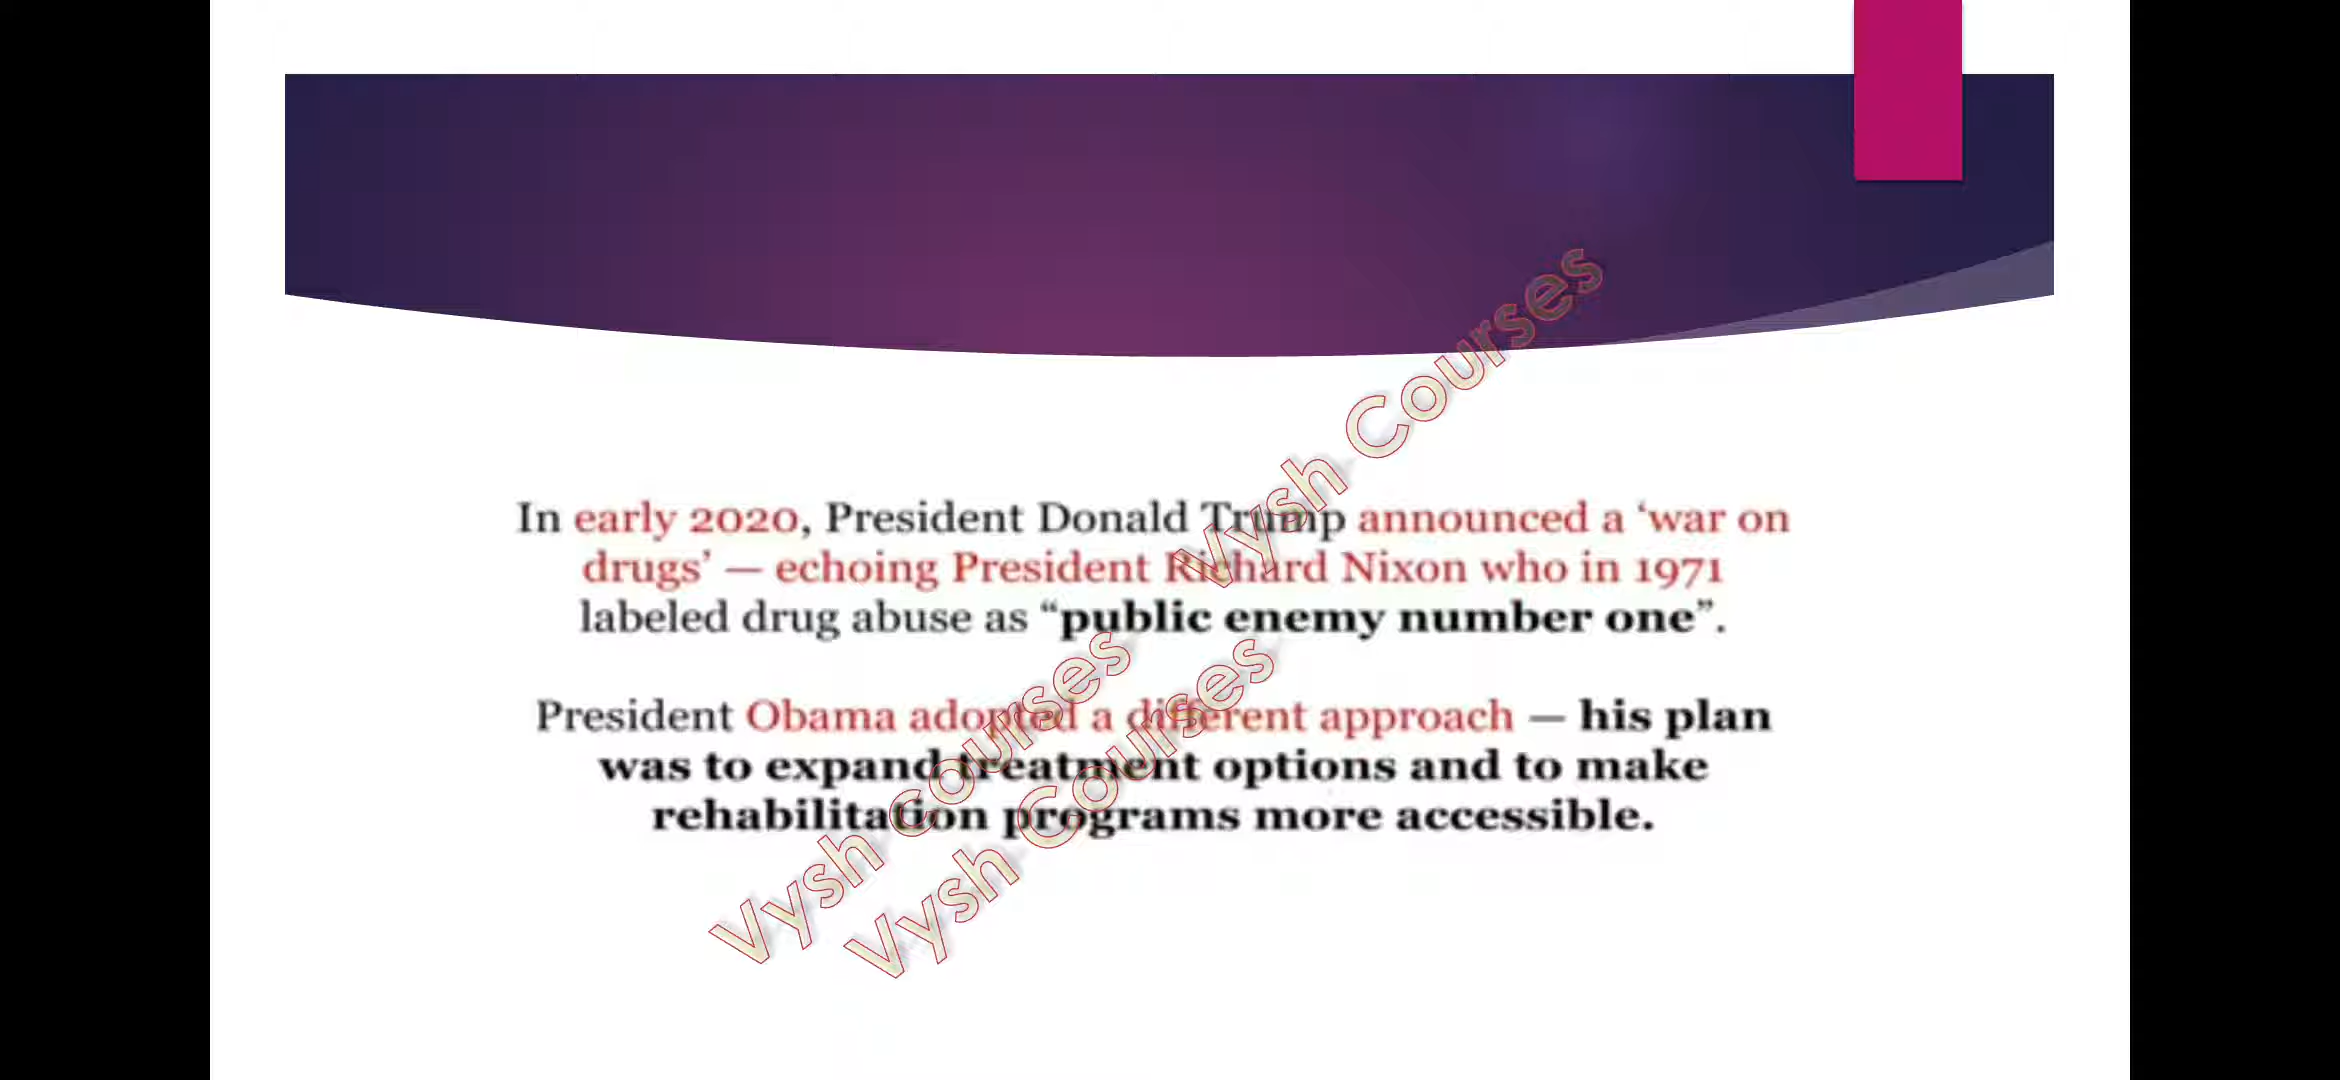 In early 2020, President Donald Trump announced a ‘war on
drugs’ — echoing President Richard Nixon who in 1971
labeled drug abuse as “public enemy number one”.
President Obama adopted a different approach — his plan
was to expand treatment options and to make
rehabilitation programs more accessible.
Vysh Courses
Vysh Courses
Vysh Courses